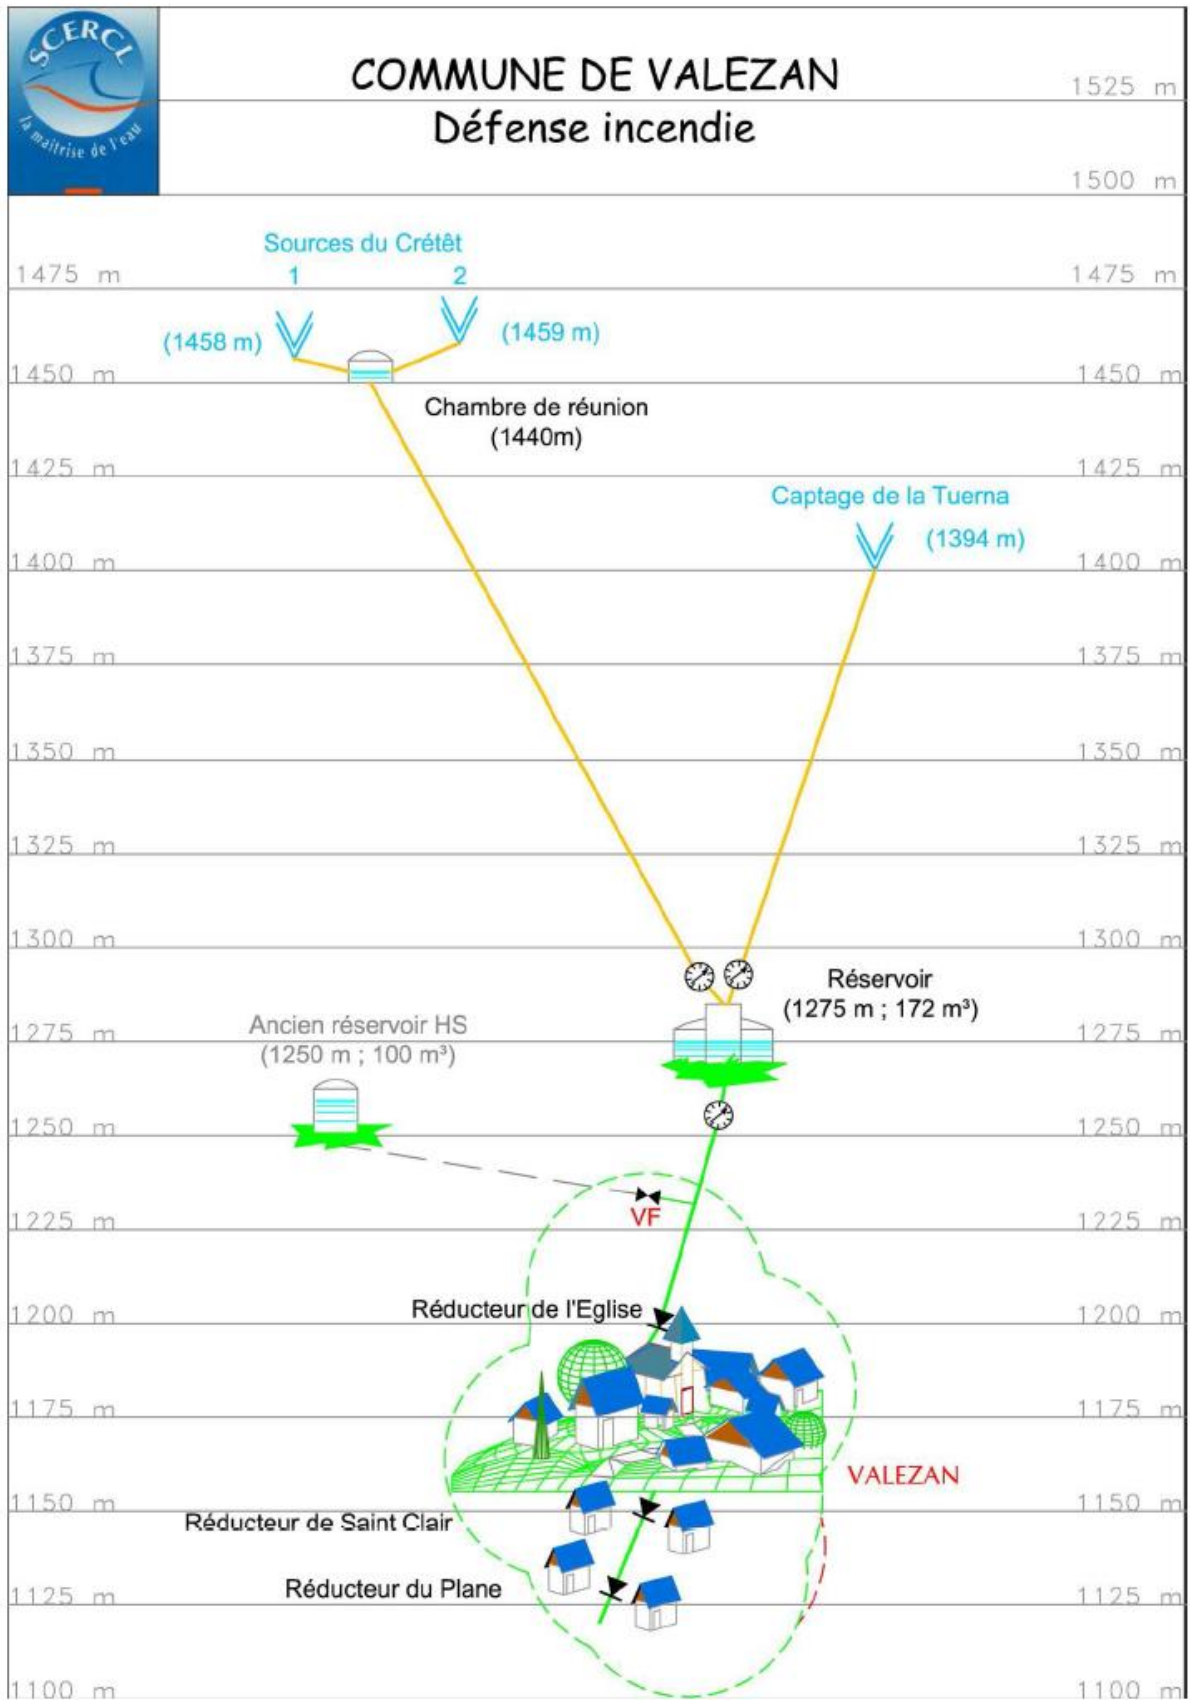 SCERCL
la maîtrise de l'eau
COMMUNE DE VALEZAN
Défense incendie
1525 m
1500 m
Sources du Crétêt
1475 m
1
2
1475 m
(1458 m)
(1459 m)
1450 m
1450 m
Chambre de réunion
(1440m)
1425 m
1425 m
Captage de la Tuerna
(1394 m)
1400 m
1400 m
1375 m
1375 m
1350 m
1350 m
1325 m
1325 m
1300 m
1300 m
Réservoir
(1275 m ; 172 m³)
Ancien réservoir HS
(1250 m ; 100 m³)
1275 m
1275 m
1250 m
1250 m
VF
1225 m
1225 m
Réducteur de l'Eglise
1200 m
1200 m
1175 m
1175 m
VALEZAN
1150 m
1150 m
Réducteur de Saint Clair
Réducteur du Plane
1125 m
1125 m
1100 m
1100 m